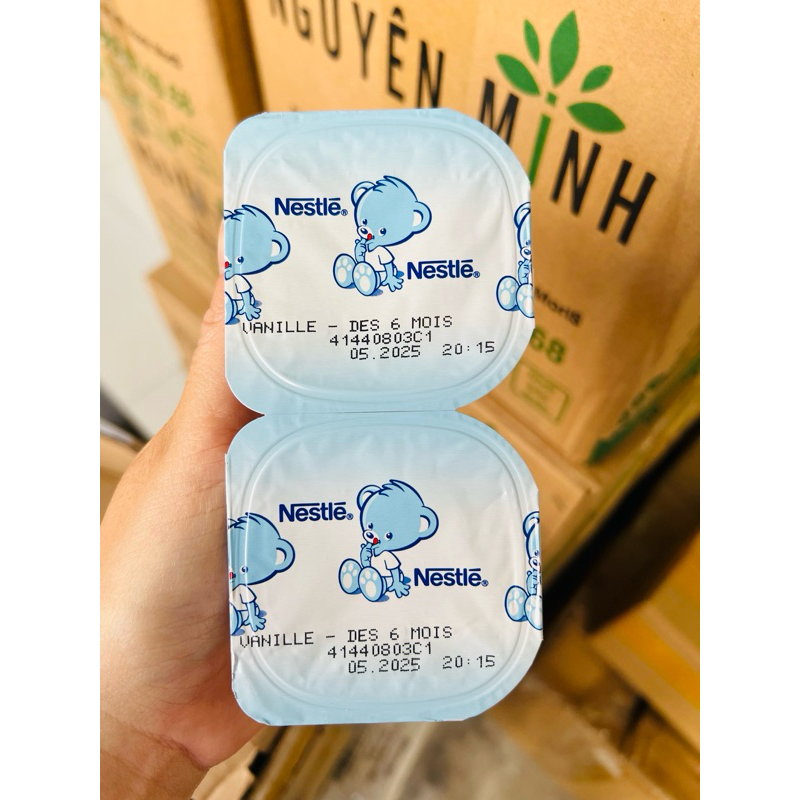 NGUYÊN
MINH
68
Nestlé®
Nestlé®
VANILLE - DES 6 MOIS
41440803C1
05.2025 20:15
Nestlé®
Nestlé®
VANILLE - DES 6 MOIS
41440803C1
05.2025 20:15